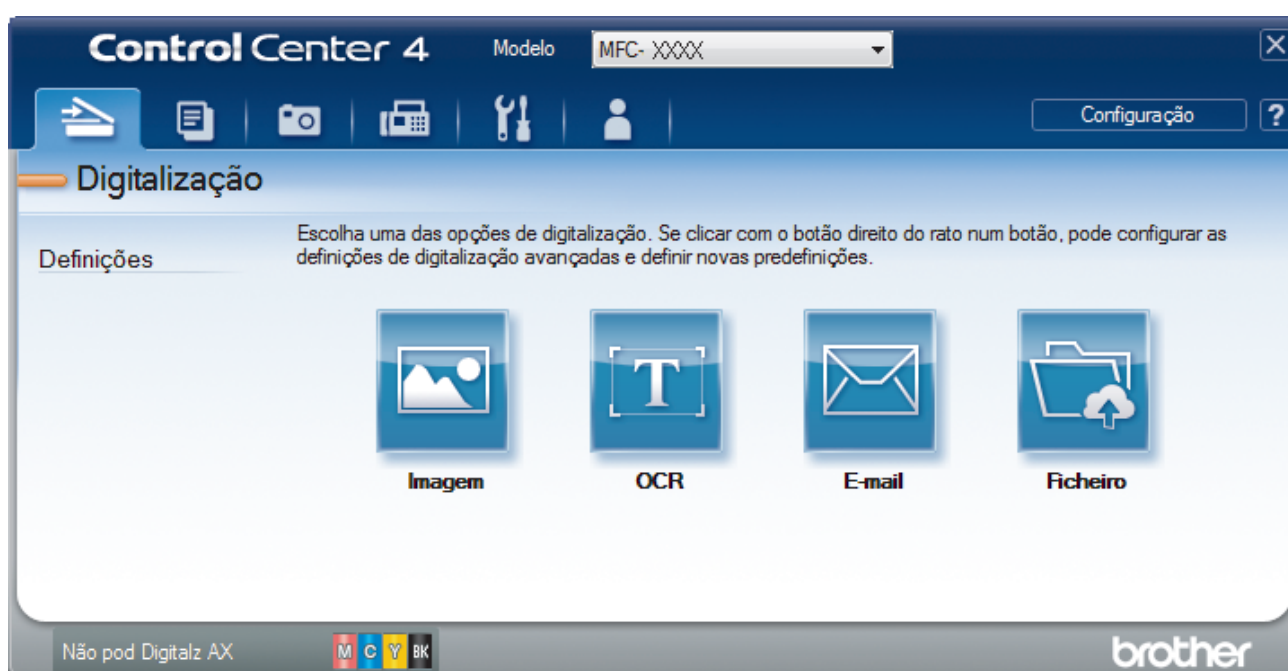 Control Center 4 Modelo MFC- XXXX
Configuração ?
Digitalização
Definições
Escolha uma das opções de digitalização. Se clicar com o botão direito do rato num botão, pode configurar as
definições de digitalização avançadas e definir novas predefinições.
T
Imagem OCR E-mail Ficheiro
Não pod Digitalz AX M C Y BK brother